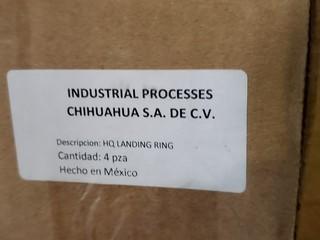 INDUSTRIAL PROCESSES
CHIHUAHUA S.A. DE C.V.
Descripcion: HQ LANDING RING
Cantidad: 4 pza
Hecho en México